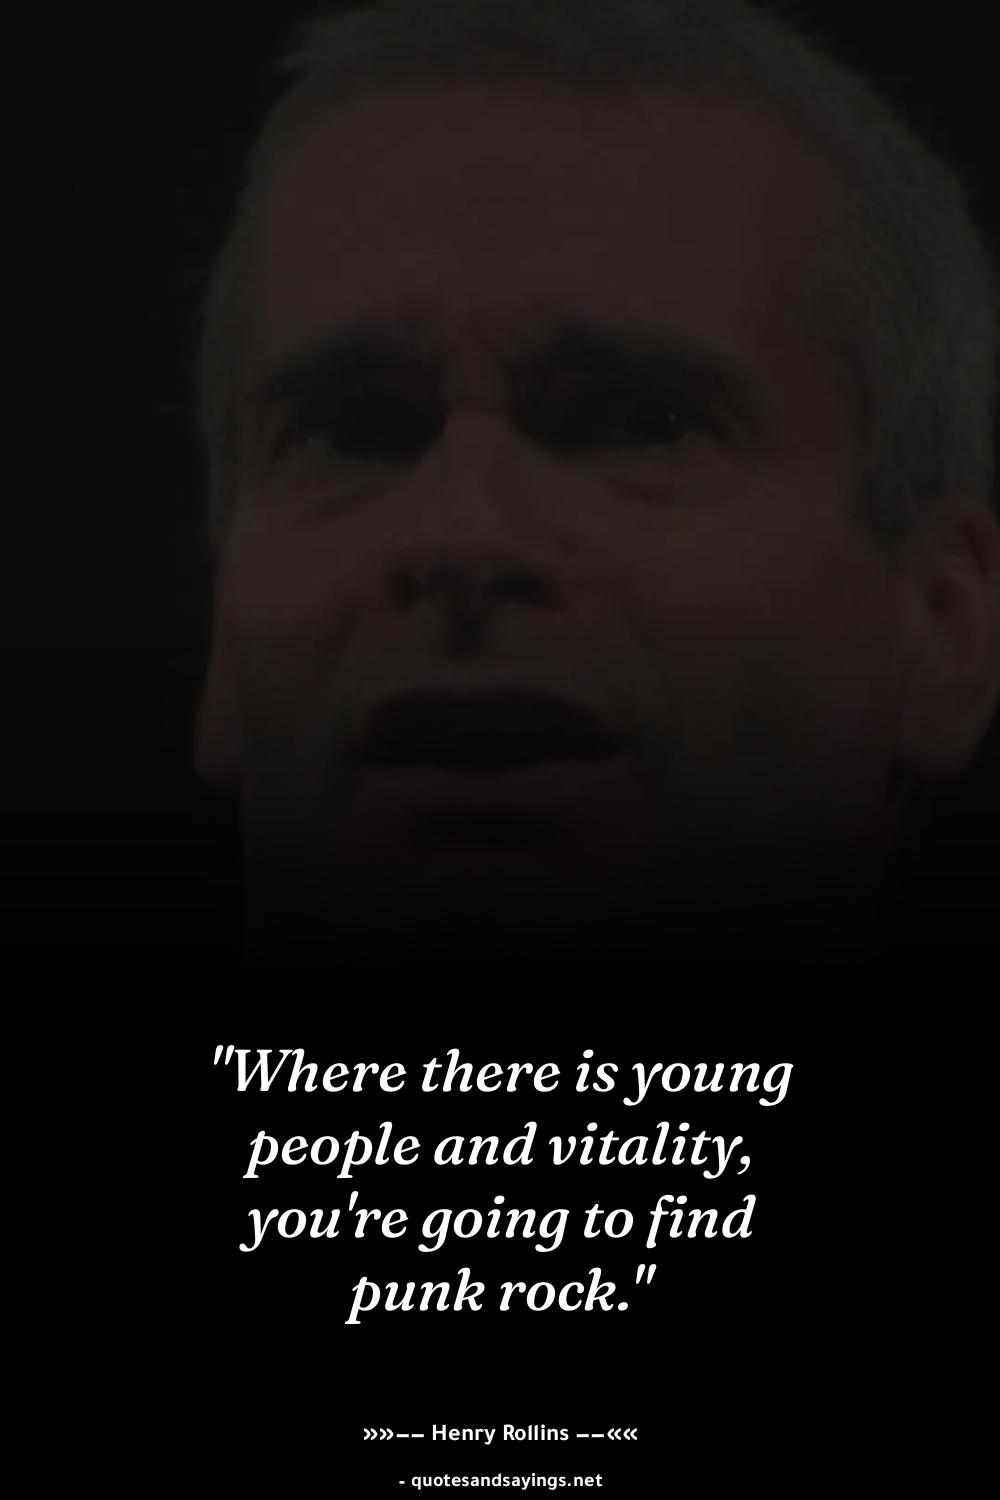 "Where there is young
people and vitality,
you're going to find
punk rock."
»»−− Henry Rollins −−««
- quotesandsayings.net